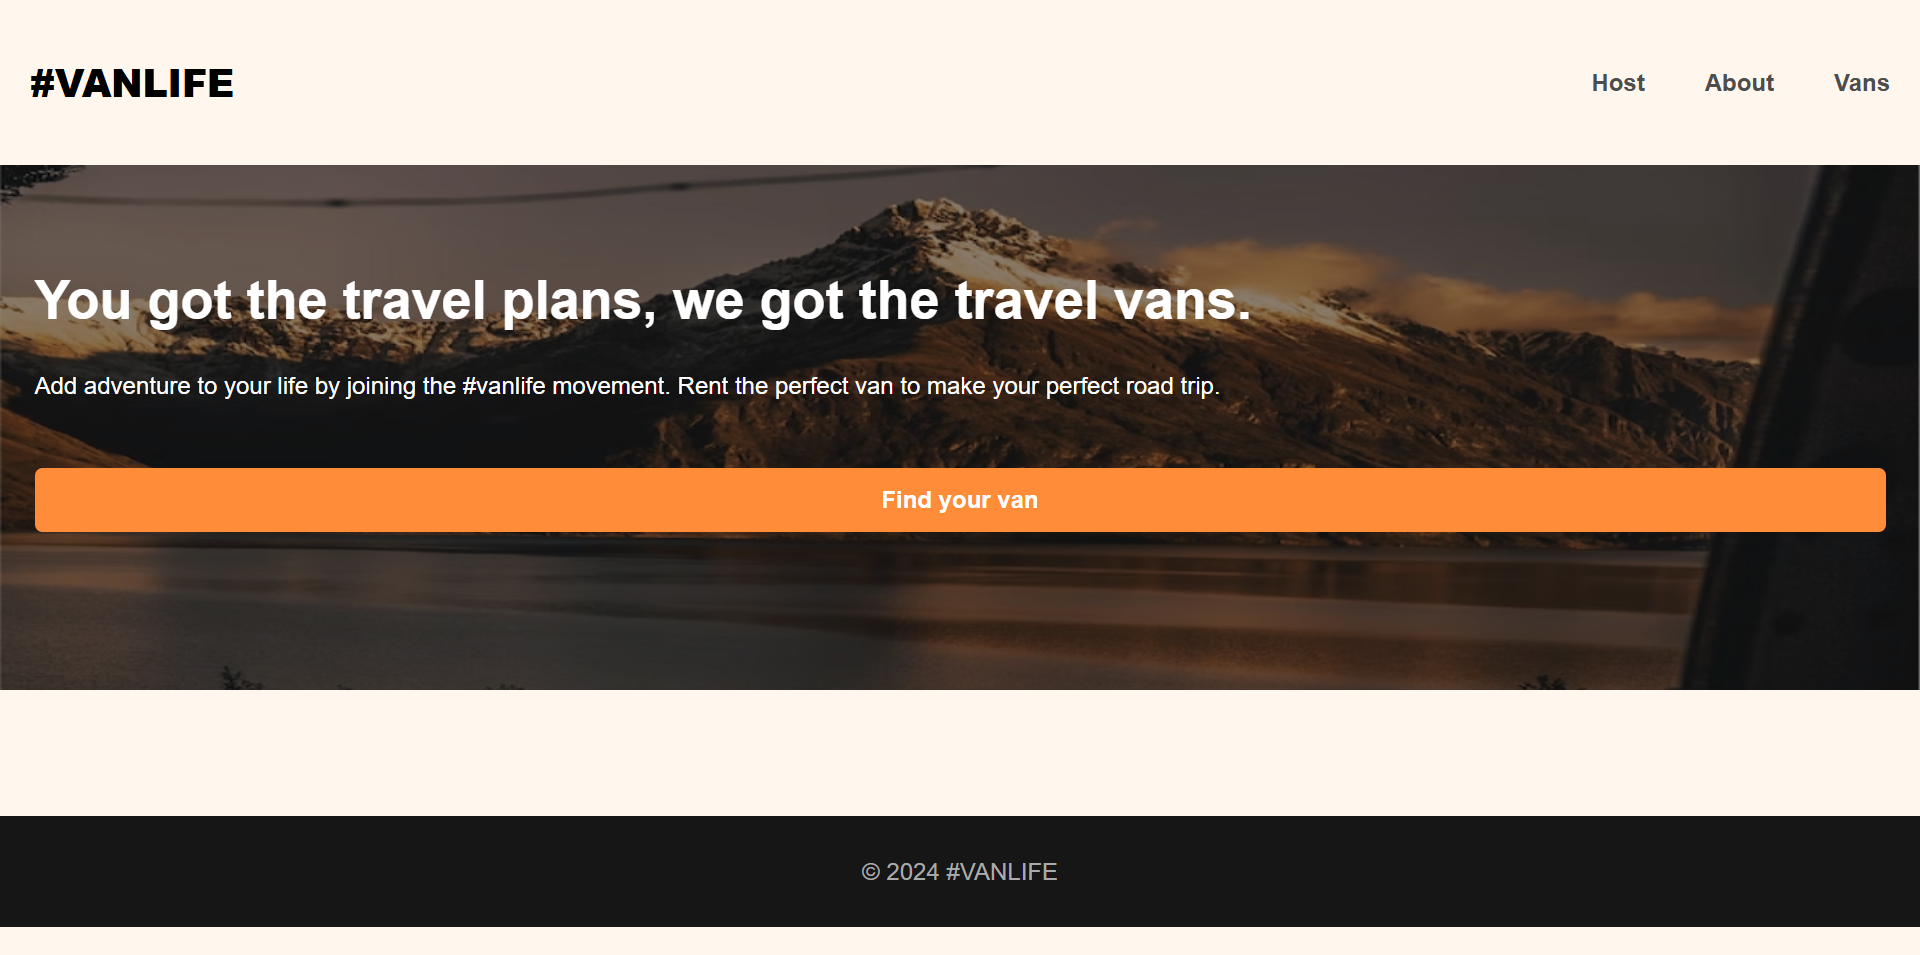 #VANLIFE
Host About Vans
You got the travel plans, we got the travel vans.
Add adventure to your life by joining the #vanlife movement. Rent the perfect van to make your perfect road trip.
Find your van
© 2024 #VANLIFE